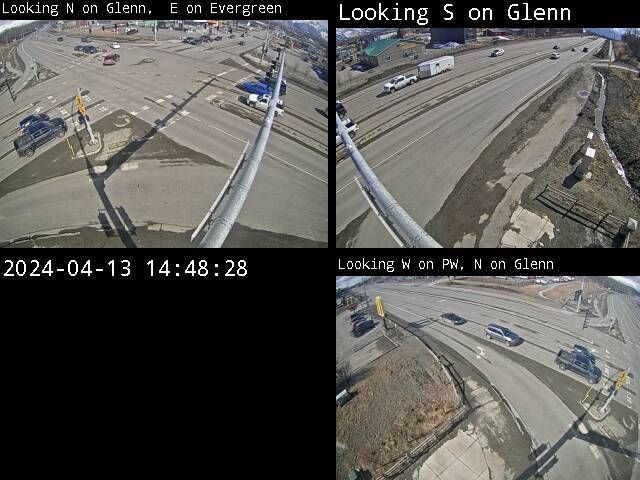 Looking N on Glenn,  E on Evergreen
Looking S on Glenn
2024-04-13 14:48:28
Looking W on PW, N on Glenn